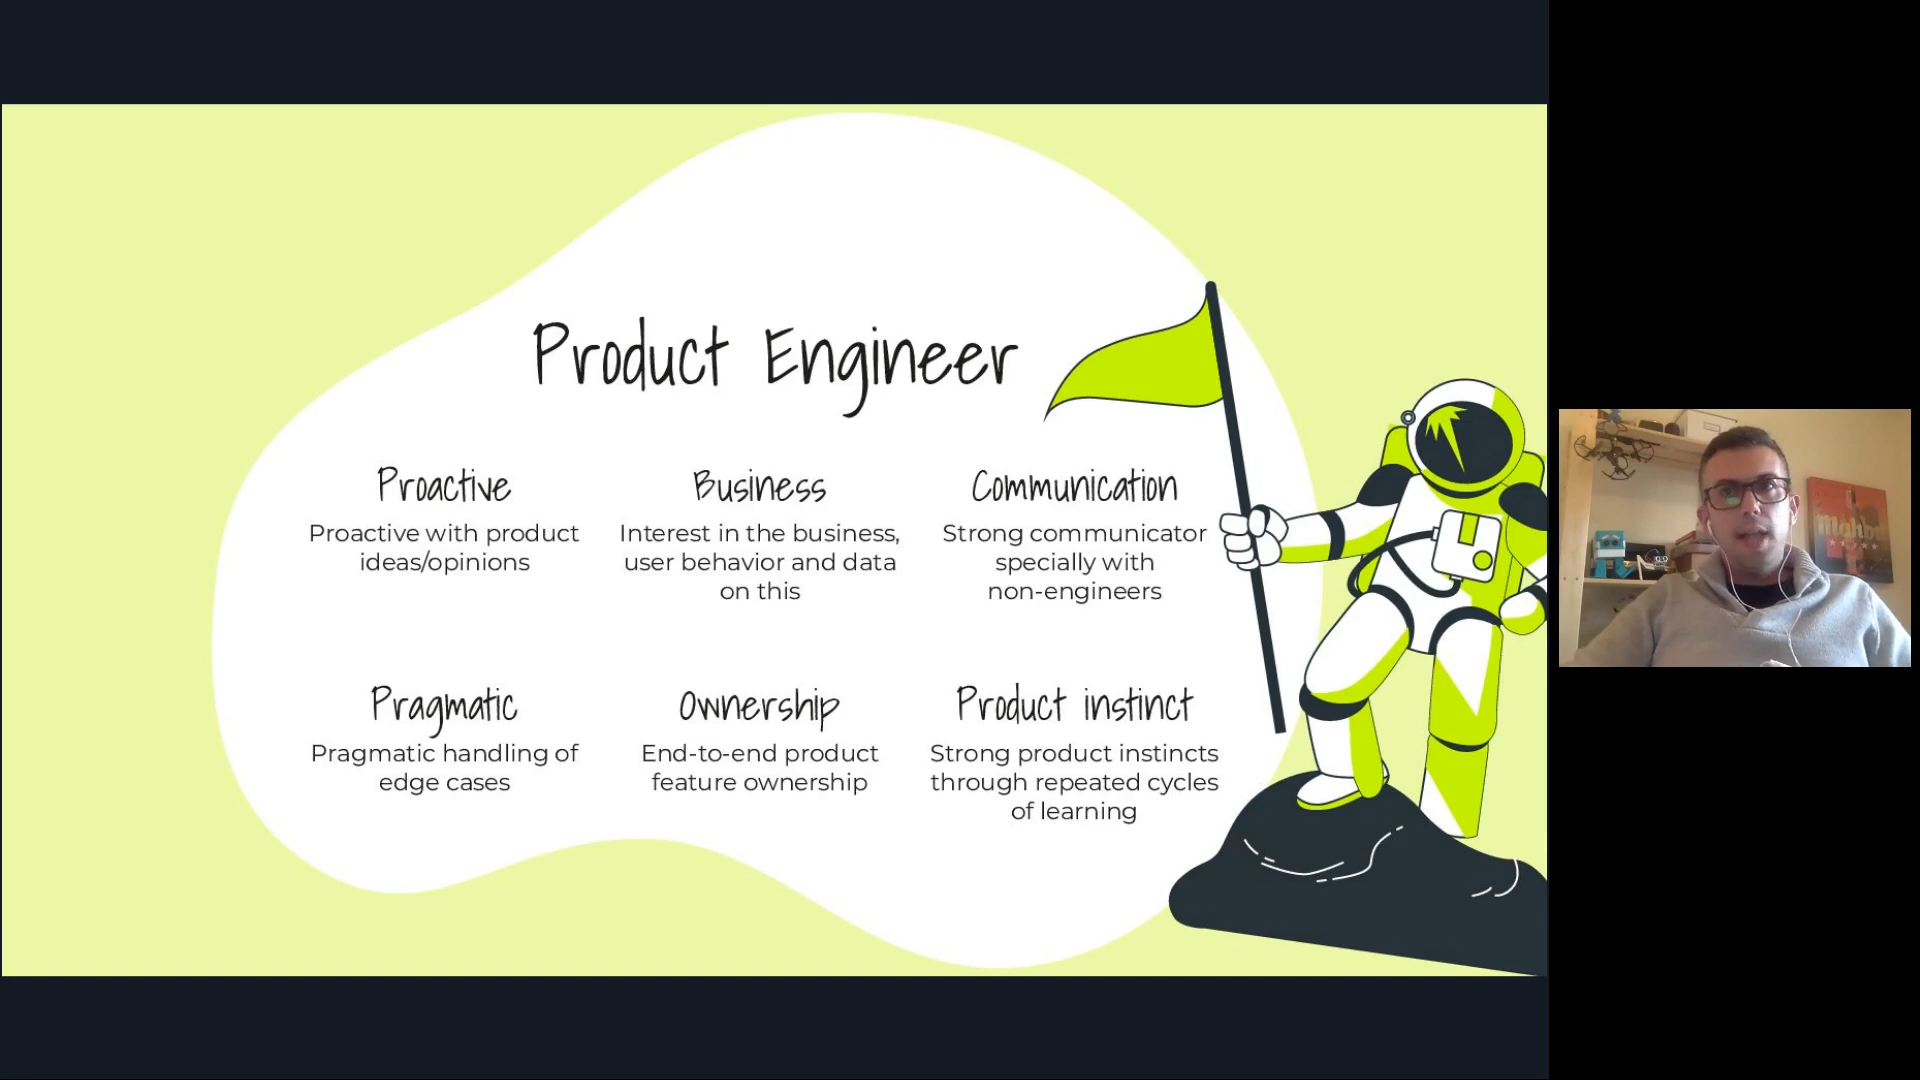 Product Engineer
Proactive
Proactive with product
ideas/opinions
Business
Interest in the business,
user behavior and data
on this
Communication
Strong communicator
specially with
non-engineers
Pragmatic
Pragmatic handling of
edge cases
Ownership
End-to-end product
feature ownership
Product instinct
Strong product instincts
through repeated cycles
of learning